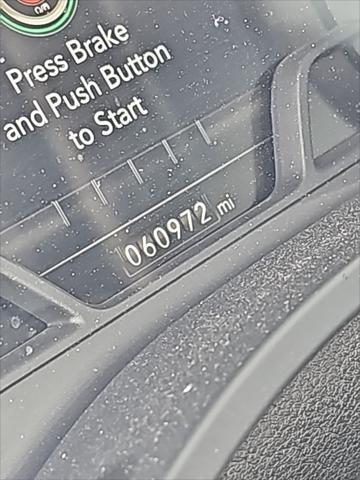 Press Brake
and Push Button
to Start
060972 mi